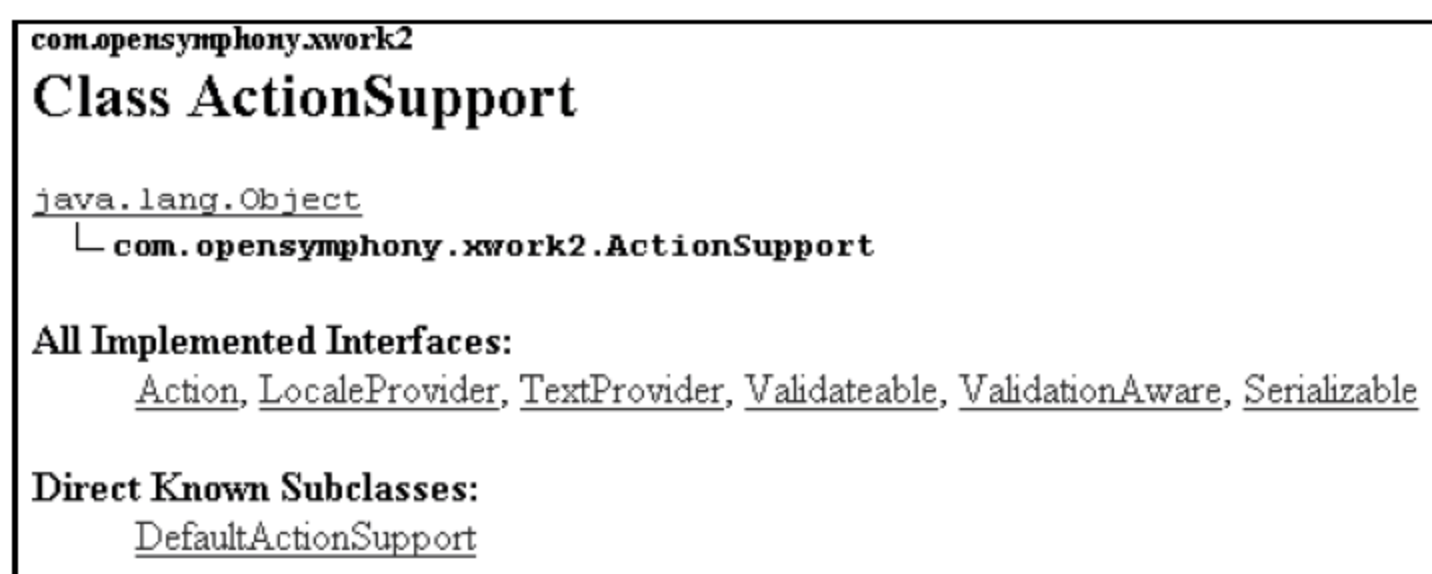 com.opensymphony.xwork2
Class ActionSupport
java.lang.Object
com.opensymphony.xwork2.ActionSupport
All Implemented Interfaces:
Action, LocaleProvider, TextProvider, Validateable, ValidationAware, Serializable
Direct Known Subclasses:
DefaultActionSupport